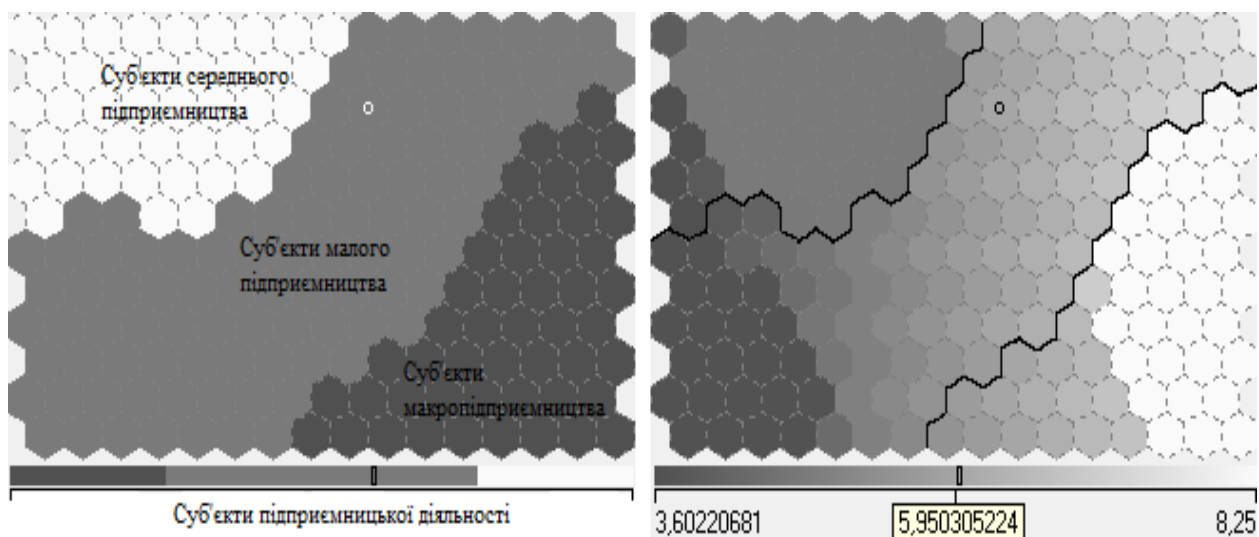 Суб'єкти середнього
підприємництва
Суб'єкти малого
підприємництва
Суб'єкти
макропідприємництва
Суб'єкти підприємницької діяльності
3,60220681
5,950305224
8,25